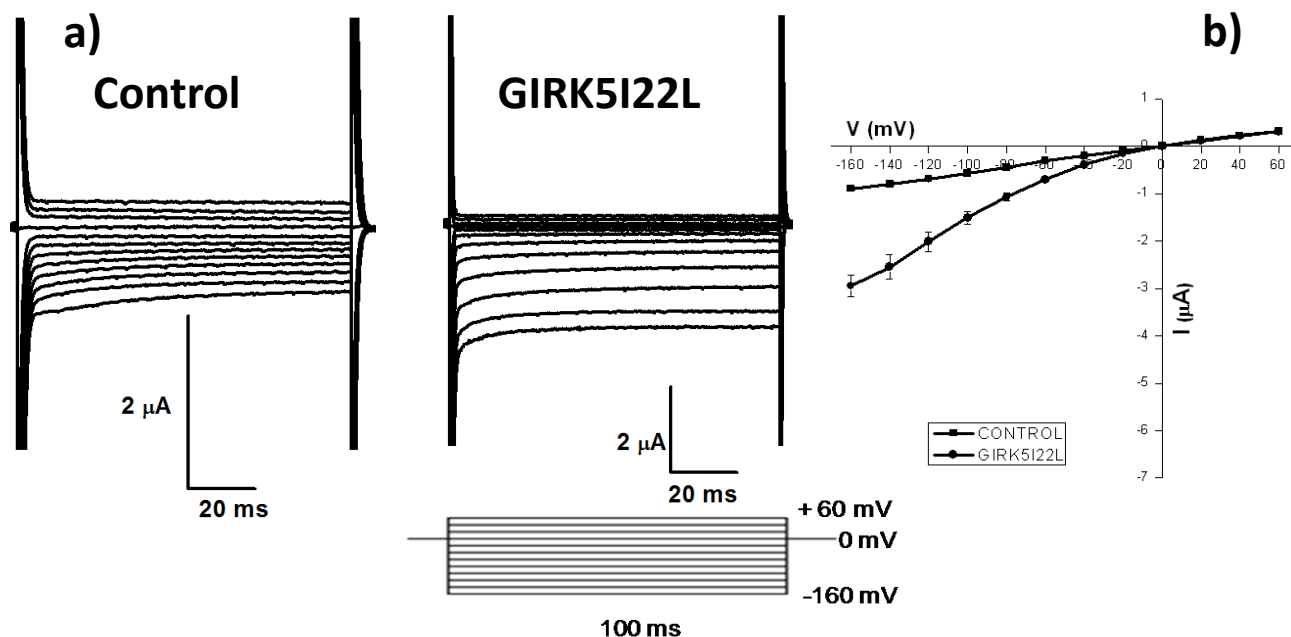 a)
Control
GIRK5I22L
b)
2 μA
20 ms
2 μA
20 ms
+ 60 mV
0 mV
-160 mV
100 ms
V (mV)
-160 -140 -120 -100 -80 -60 -40 -20 0 20 40 60
1
0
-1
-2
-3
-4
-5
-6
-7
I (μA)
CONTROL
GIRK5I22L